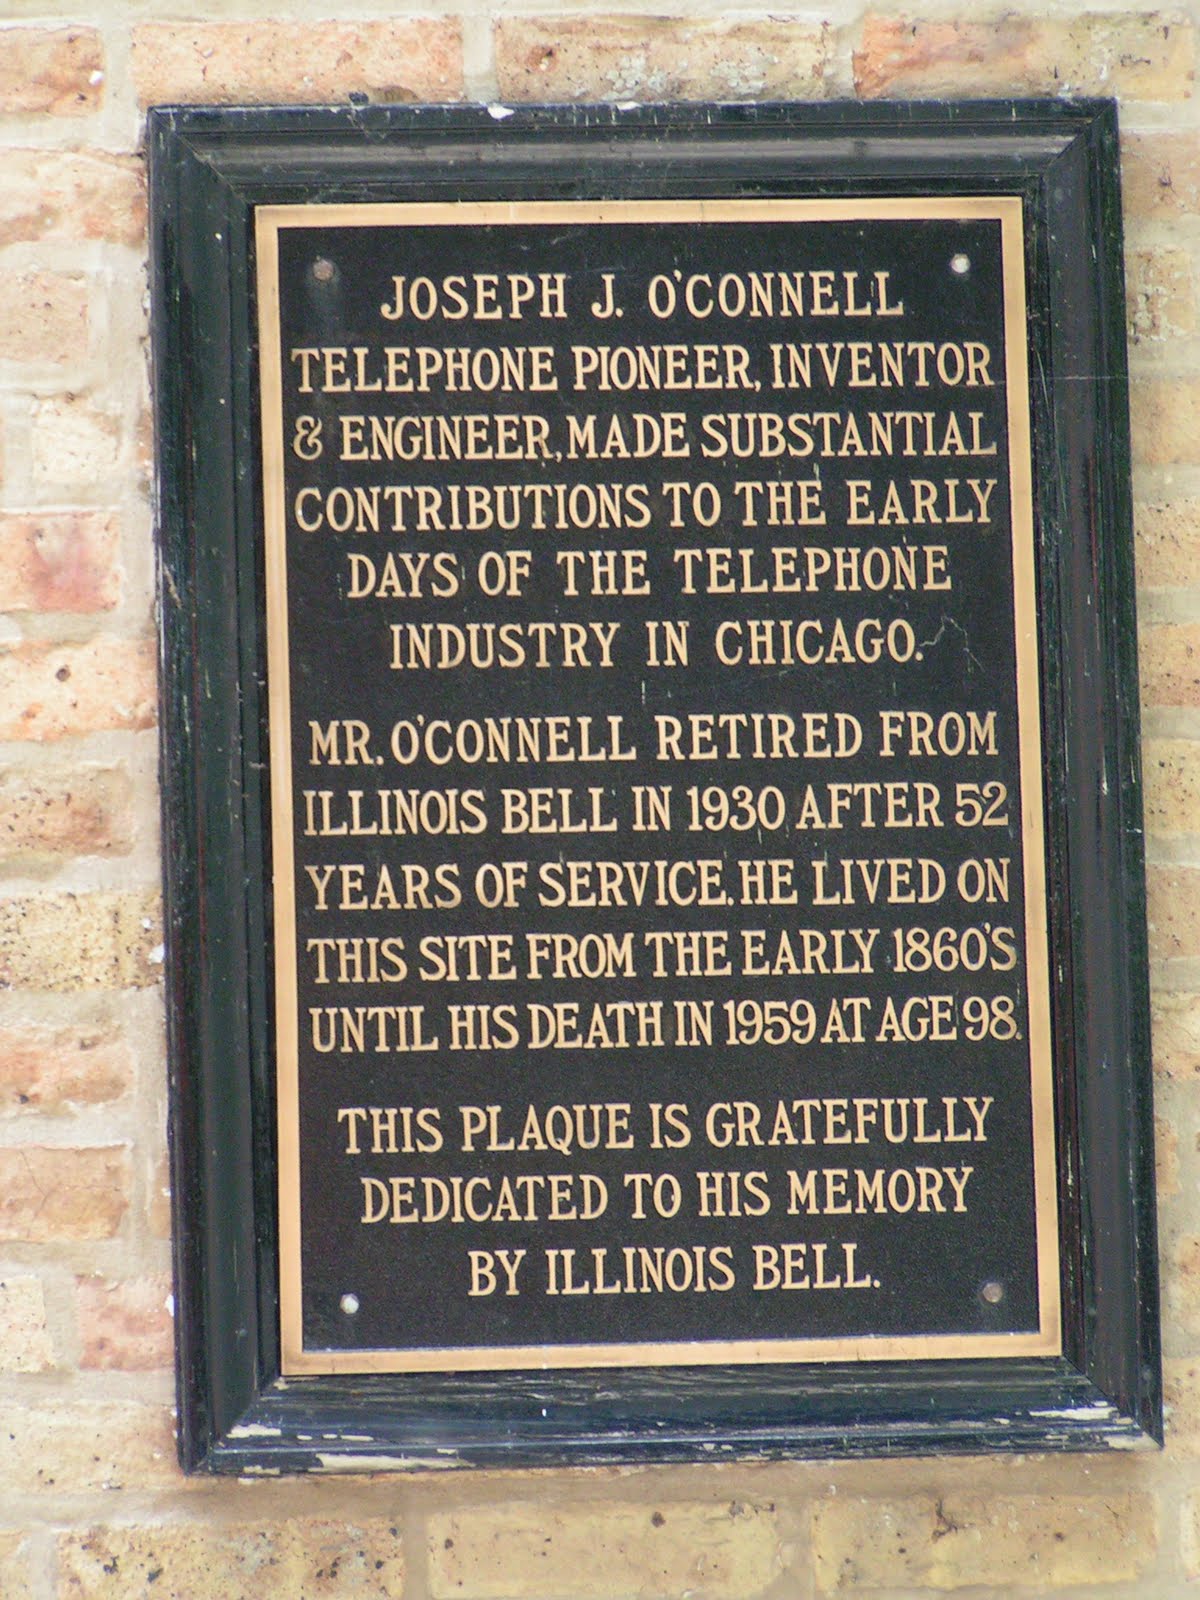 JOSEPH J. O'CONNELL
TELEPHONE PIONEER, INVENTOR
& ENGINEER, MADE SUBSTANTIAL
CONTRIBUTIONS TO THE EARLY
DAYS OF THE TELEPHONE
INDUSTRY IN CHICAGO.
MR. O'CONNELL RETIRED FROM
ILLINOIS BELL IN 1930 AFTER 52
YEARS OF SERVICE. HE LIVED ON
THIS SITE FROM THE EARLY 1860'S
UNTIL HIS DEATH IN 1959 AT AGE 98.
THIS PLAQUE IS GRATEFULLY
DEDICATED TO HIS MEMORY
BY ILLINOIS BELL.